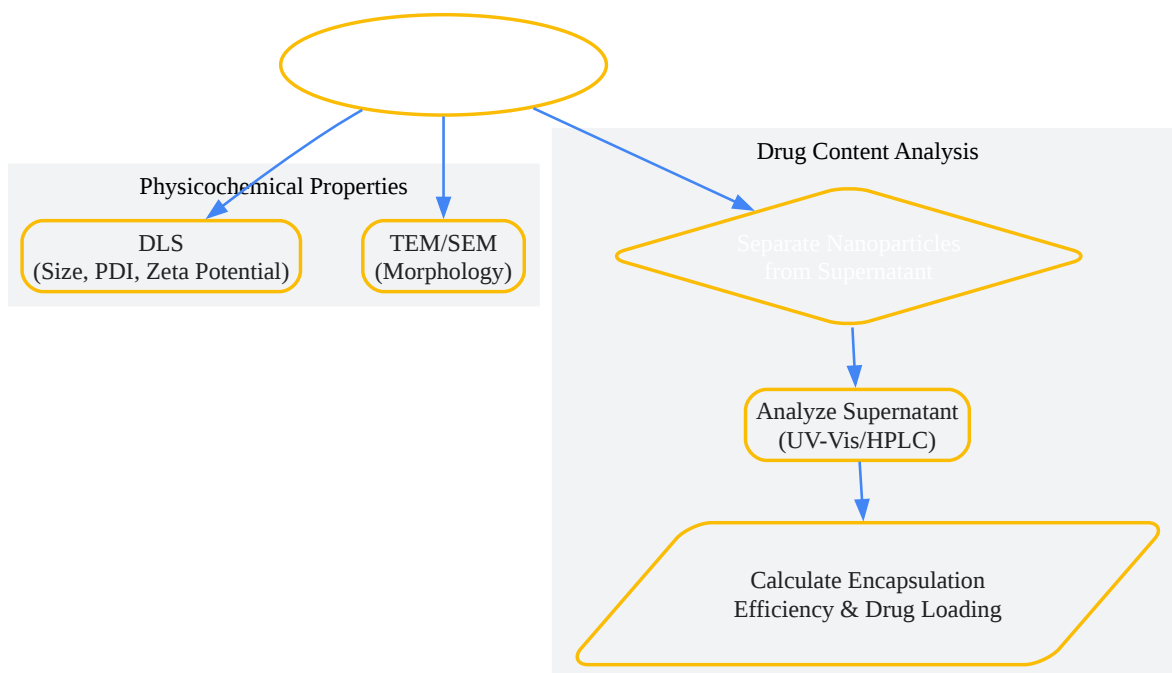 Physicochemical Properties
DLS
(Size, PDI, Zeta Potential)
TEM/SEM
(Morphology)
Drug Content Analysis
Separate Nanoparticles
from Supernatant
Analyze Supernatant
(UV-Vis/HPLC)
Calculate Encapsulation
Efficiency & Drug Loading